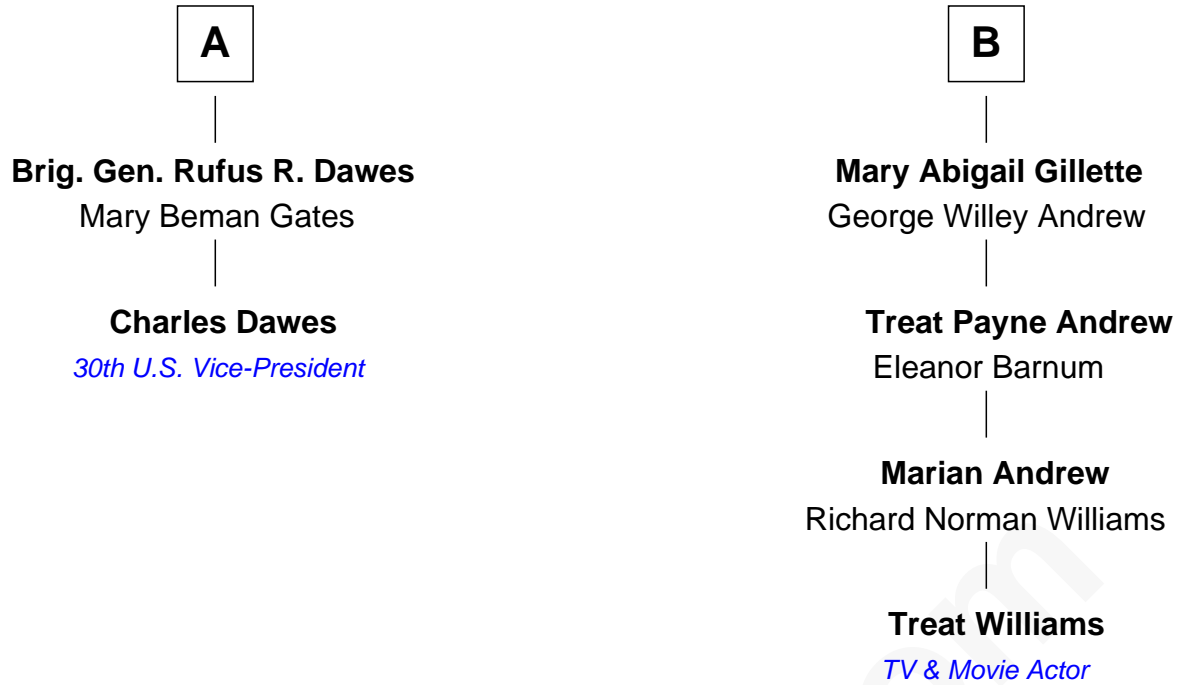 A
Brig. Gen. Rufus R. Dawes
Mary Beman Gates
Charles Dawes
30th U.S. Vice-President
B
Mary Abigail Gillette
George Willey Andrew
Treat Payne Andrew
Eleanor Barnum
Marian Andrew
Richard Norman Williams
Treat Williams
TV & Movie Actor